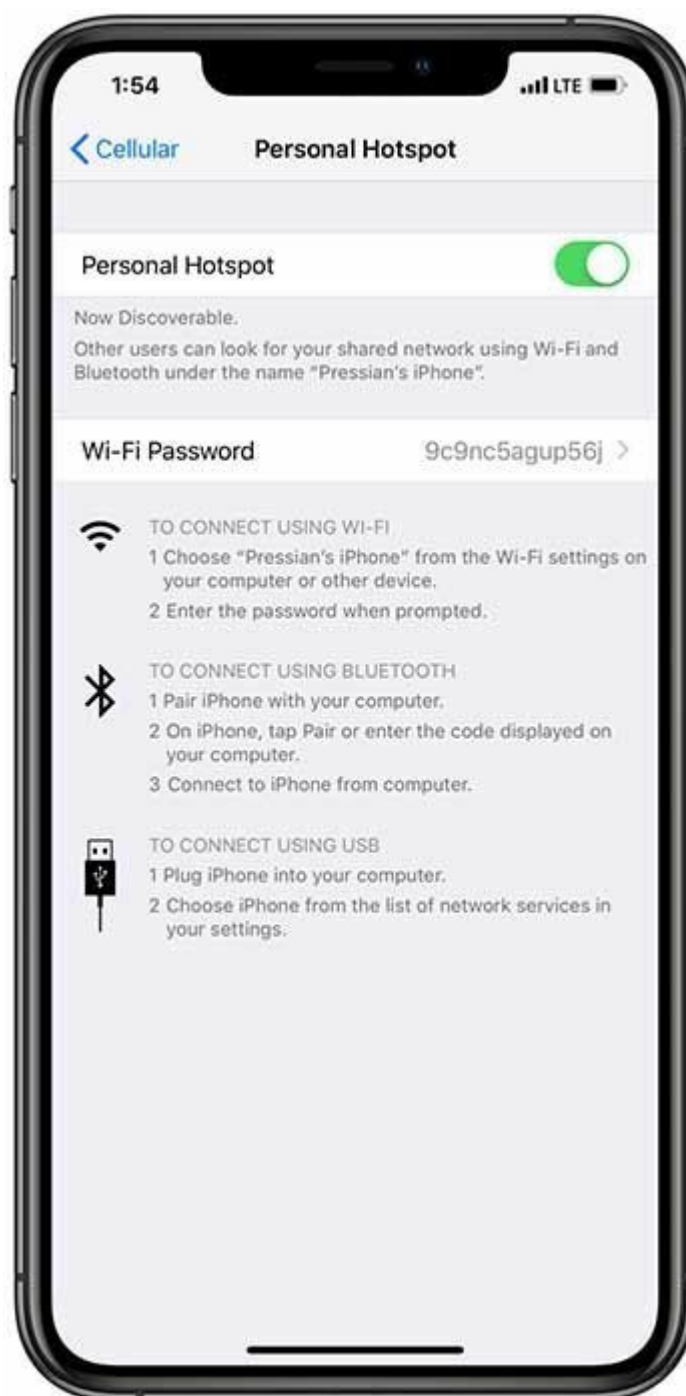 1:54
LTE
Cellular
Personal Hotspot
Personal Hotspot
Now Discoverable.
Other users can look for your shared network using Wi-Fi and
Bluetooth under the name "Pressian's iPhone".
Wi-Fi Password 9c9nc5agup56j
TO CONNECT USING WI-FI
1 Choose "Pressian's iPhone" from the Wi-Fi settings on
your computer or other device.
2 Enter the password when prompted.
TO CONNECT USING BLUETOOTH
1 Pair iPhone with your computer.
2 On iPhone, tap Pair or enter the code displayed on
your computer.
3 Connect to iPhone from computer.
TO CONNECT USING USB
1 Plug iPhone into your computer.
2 Choose iPhone from the list of network services in
your settings.